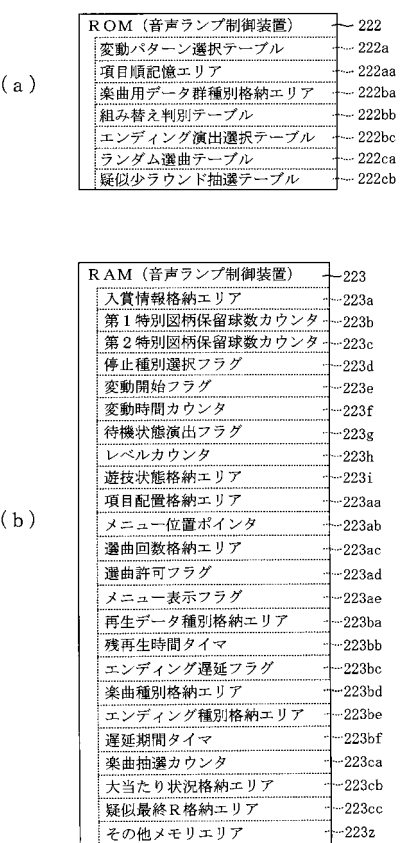 ROM（音声ランプ制御装置） 222
変動パターン選択テーブル 222a
項目順記憶エリア 222aa
(a)
楽曲用データ群種別格納エリア 222ba
組み替え判別テーブル 222bb
エンディング演出選択テーブル 222bc
ランダム選曲テーブル 222ca
疑似少ラウンド抽選テーブル 222cb
RAM（音声ランプ制御装置） 223
入賞情報格納エリア 223a
第1特別図柄保留球数カウンタ 223b
第2特別図柄保留球数カウンタ 223c
停止種別選択フラグ 223d
変動開始フラグ 223e
変動時間カウンタ 223f
待機状態演出フラグ 223g
レベルカウンタ 223h
遊技状態格納エリア 223i
項目配置格納エリア 223aa
(b)
メニュー位置ポインタ 223ab
選曲回数格納エリア 223ac
選曲許可フラグ 223ad
メニュー表示フラグ 223ae
再生データ種別格納エリア 223ba
残再生時間タイマ 223bb
エンディング遅延フラグ 223bc
楽曲種別格納エリア 223bd
エンディング種別格納エリア 223be
遅延期間タイマ 223bf
楽曲抽選カウンタ 223ca
大当たり状況格納エリア 223cb
疑似最終R格納エリア 223cc
その他メモリエリア 223z